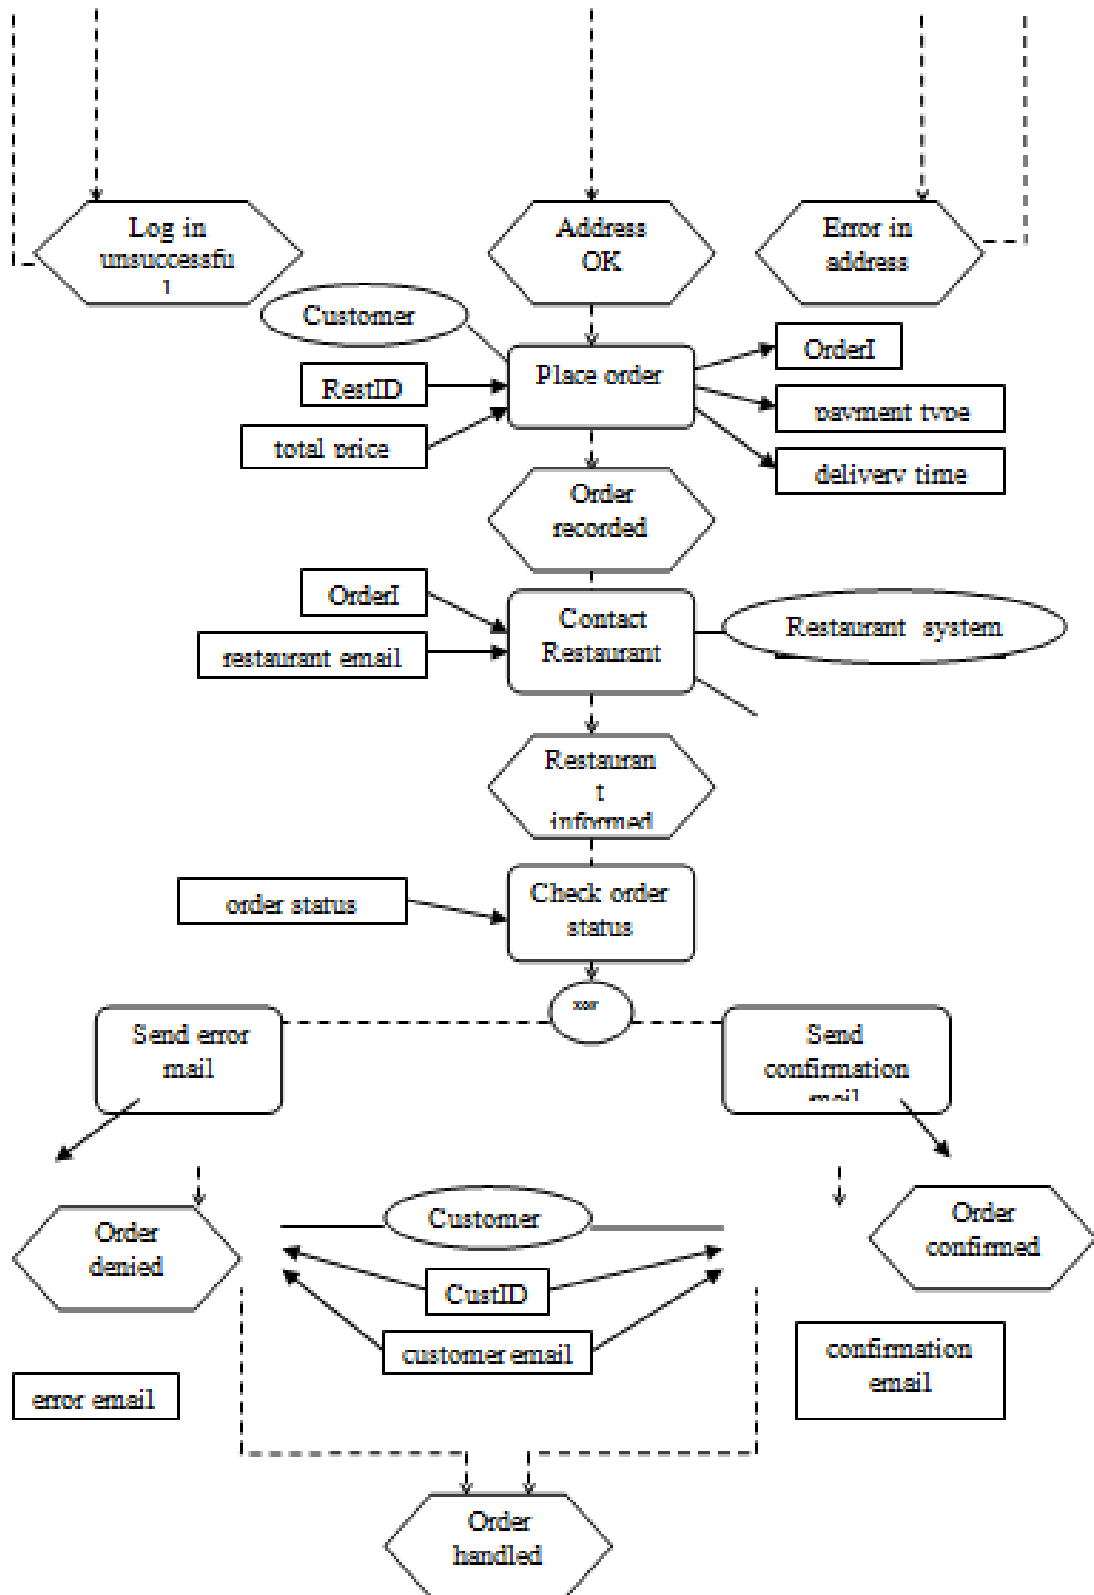 Log in
unsuccessfu
l
Address
OK
Error in
address
Customer
OrderI
Place order
RestID
payment type
total price
delivery time
Order
recorded
OrderI
Contact
Restaurant
Restaurant system
restaurant email
Restauran
t
informed
Check order
status
order status
xor
Send error
mail
Send
confirmation
mail
Customer
Order
denied
Order
confirmed
CustID
customer email
confirmation
email
error email
Order
handled